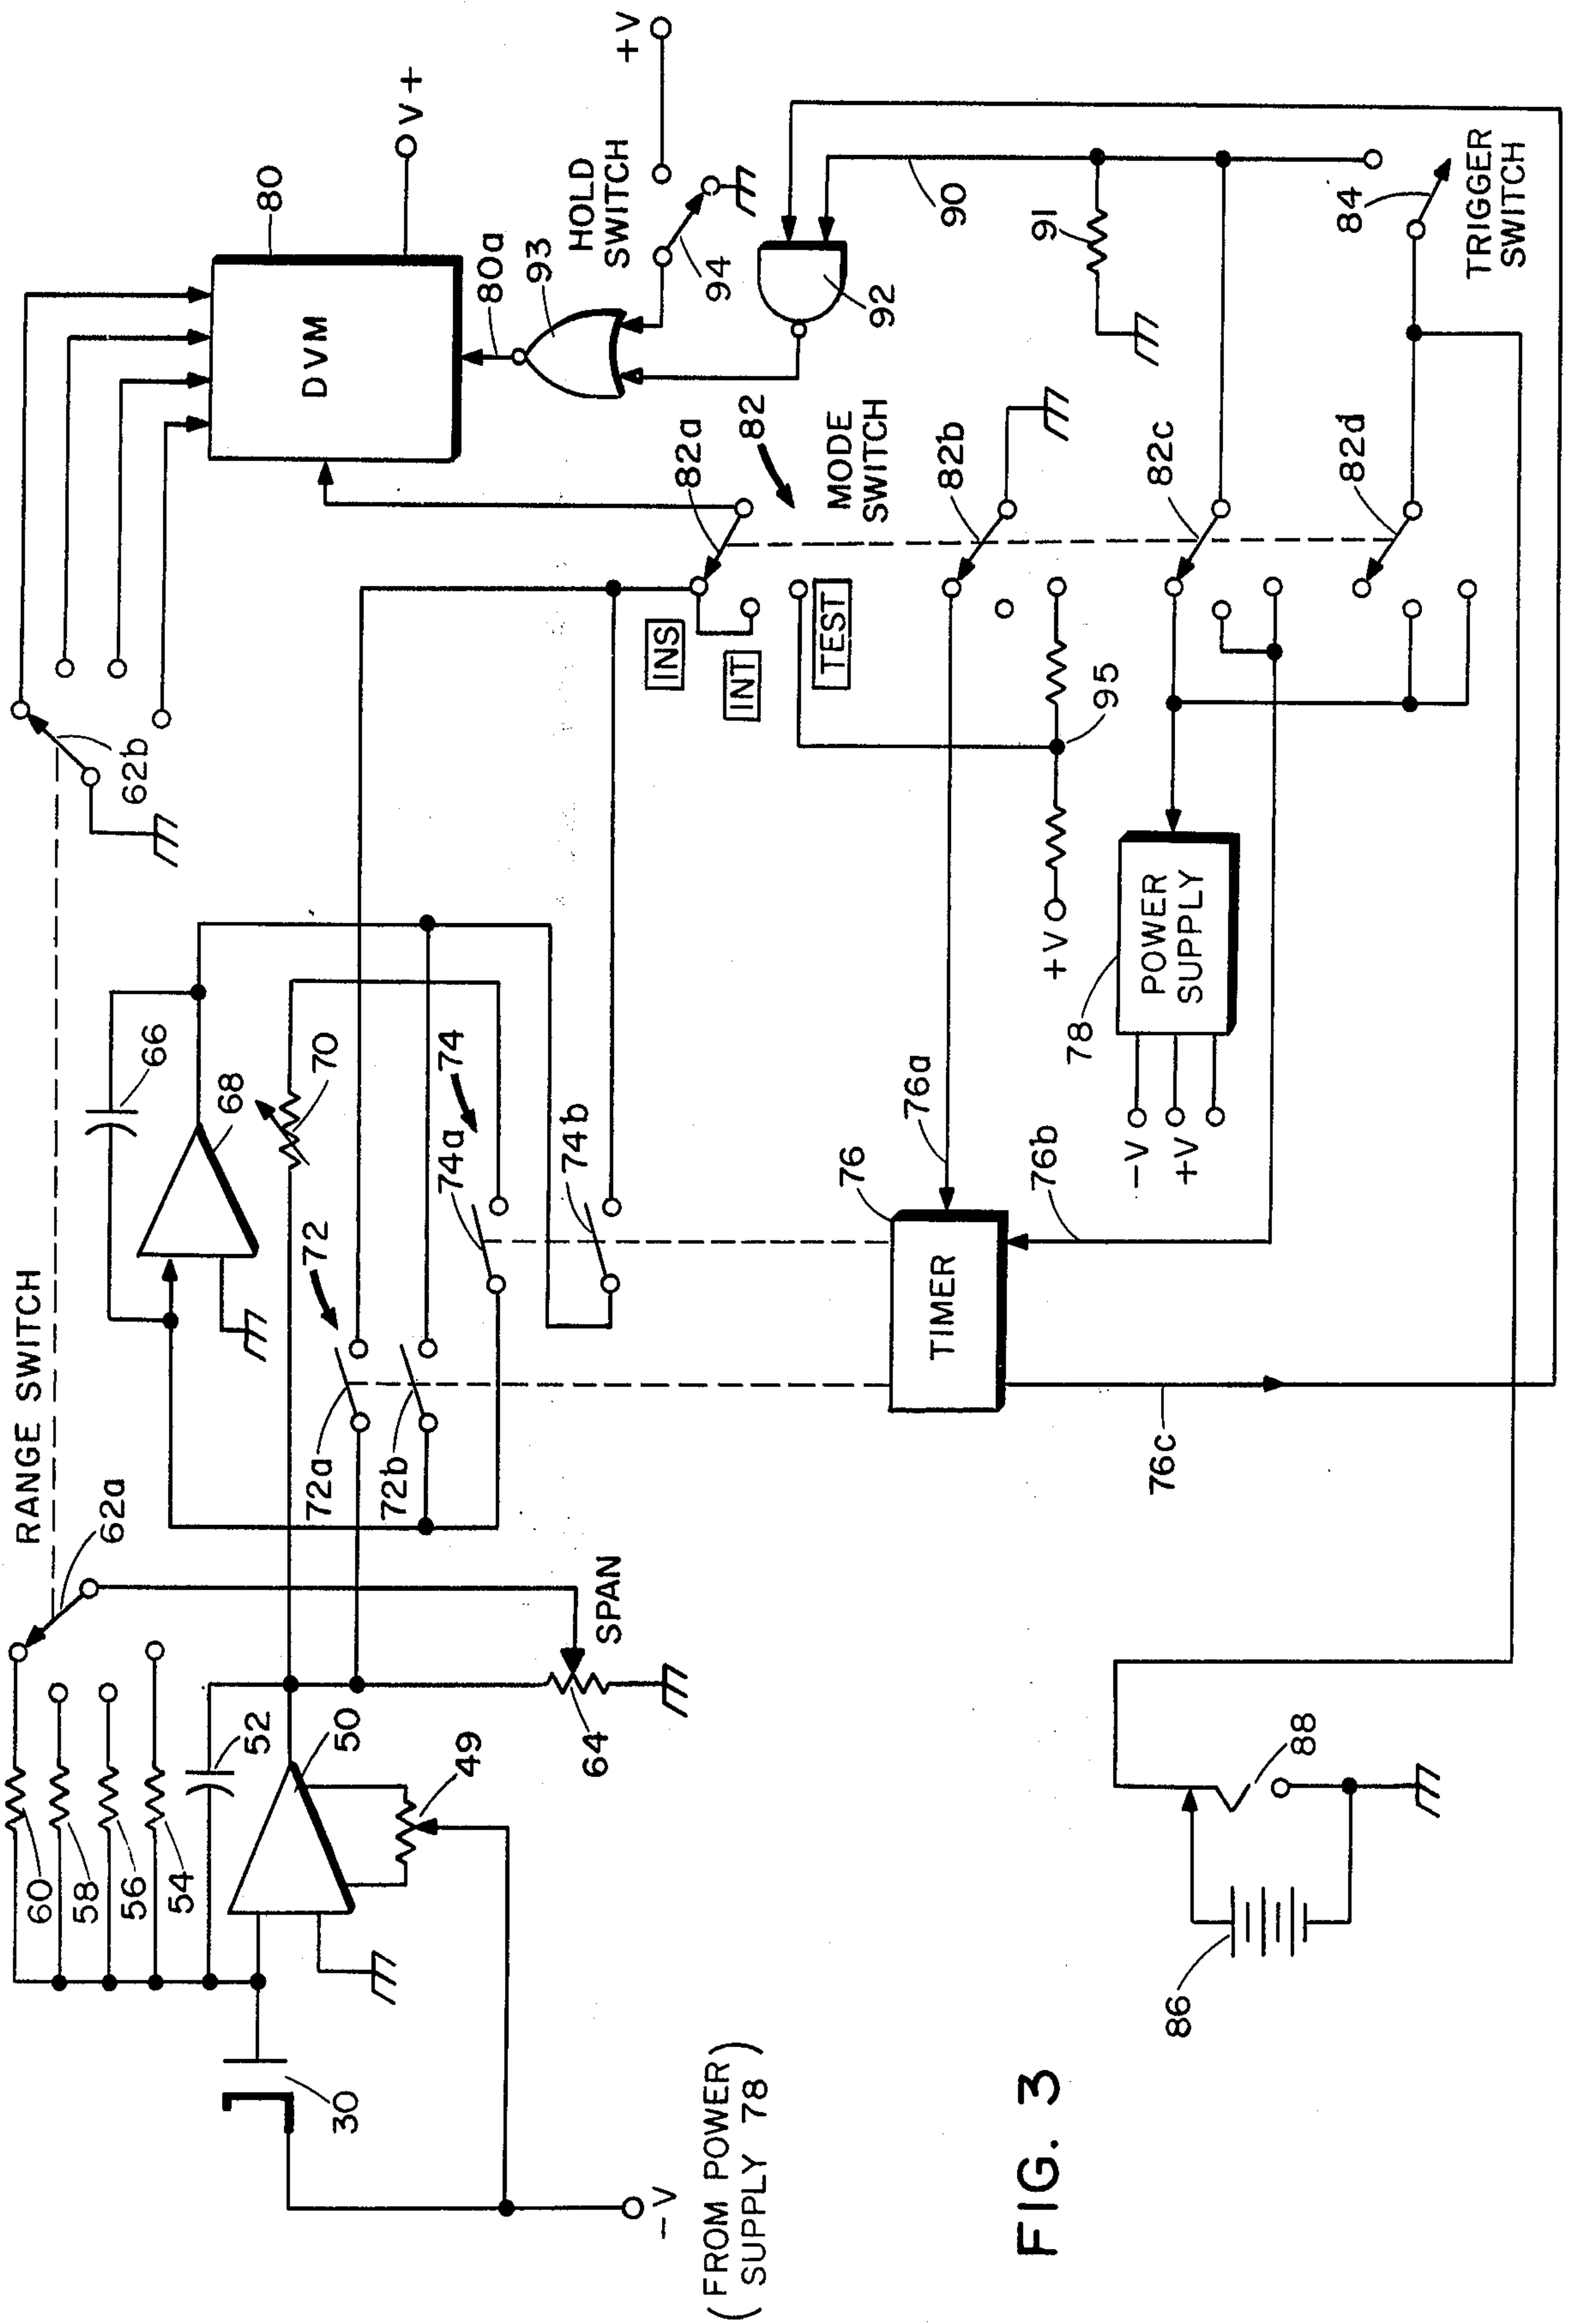 RANGE SWITCH
62a
62b
60
58
56
54
52
50
49
30
64
SPAN
66
68
70
72
72a
72b
74
74a
74b
80
DVM
V+
80a
93
HOLD
SWITCH
94
+V
92
90
91
82a
82
MODE
SWITCH
INS
INT
TEST
82b
82c
82d
84
TRIGGER
SWITCH
95
+V
76
76a
TIMER
76b
76c
78
POWER
SUPPLY
-V
+V
-V
(FROM POWER
SUPPLY 78)
86
88
FIG. 3